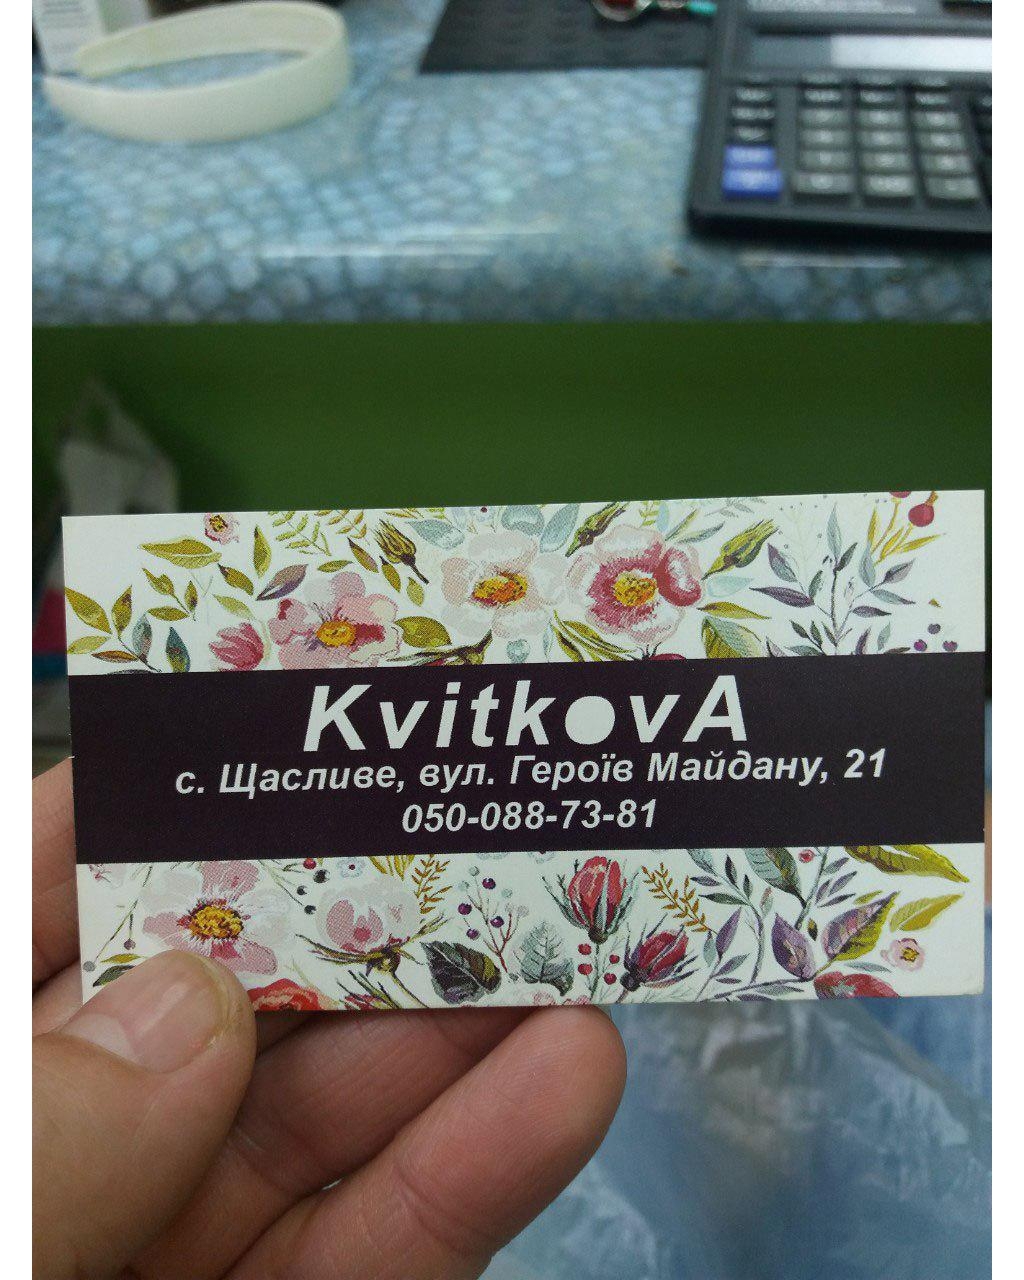 KvitkovA
с. Щасливе, вул. Героїв Майдану, 21
050-088-73-81